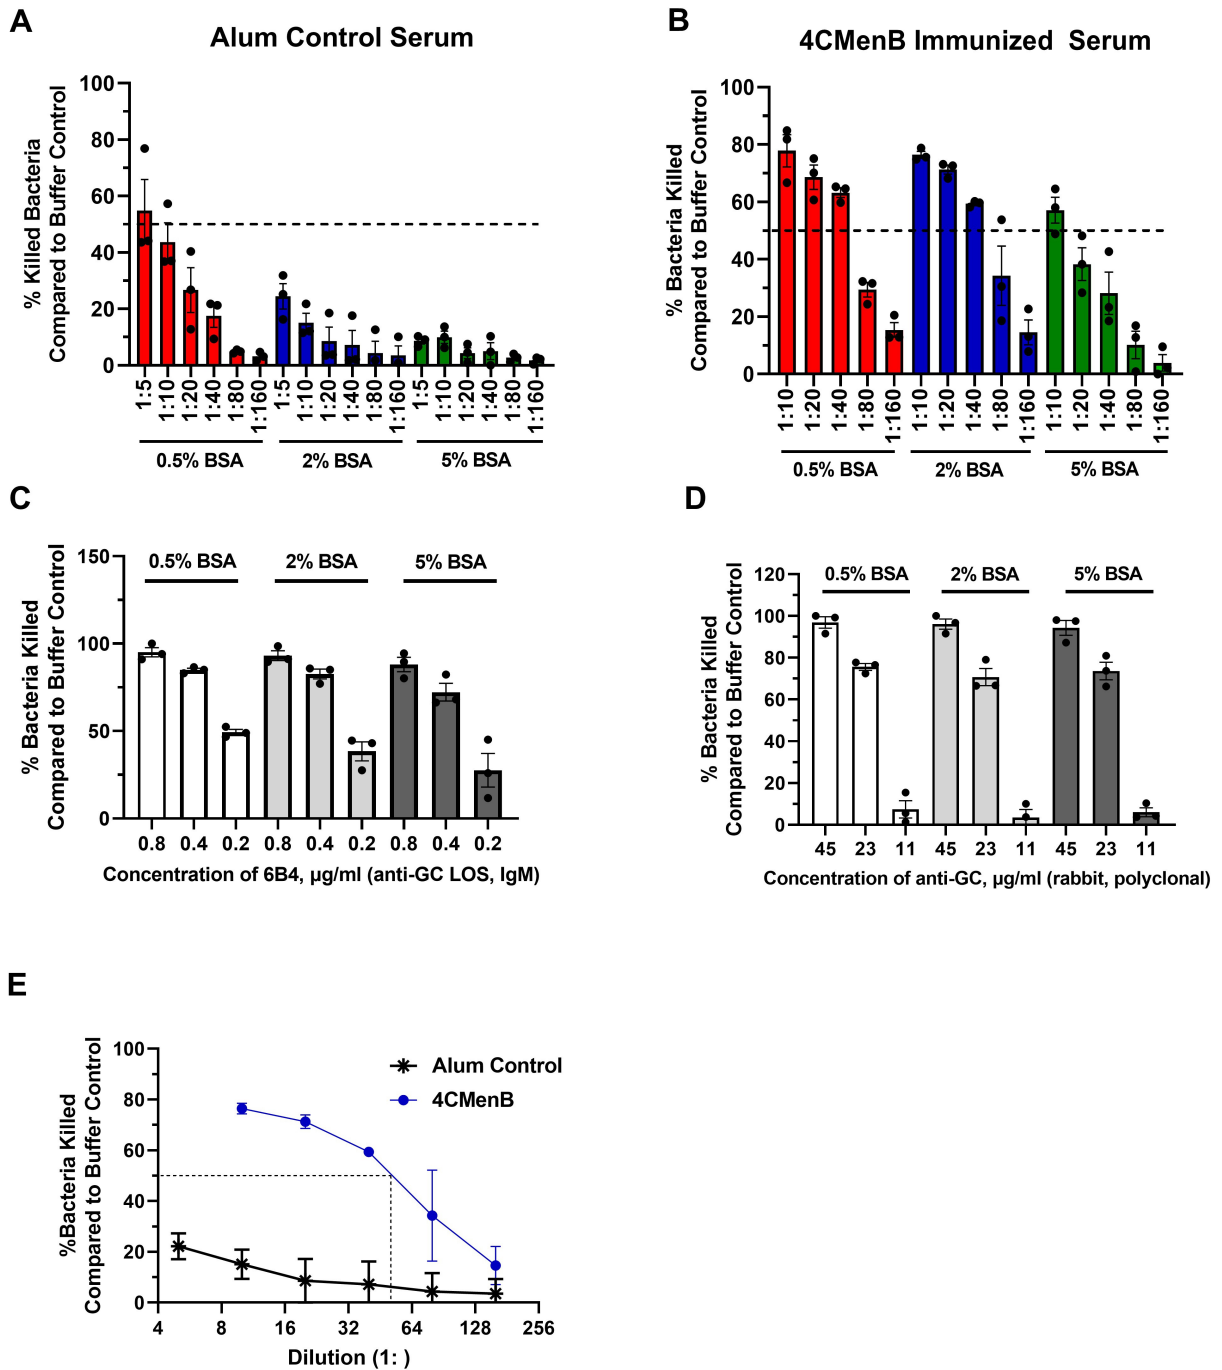 A
Alum Control Serum
% Killed Bacteria
Compared to Buffer Control
100
80
60
40
20
0
1:5
1:10
1:20
1:40
1:80
1:160
1:5
1:10
1:20
1:40
1:80
1:160
1:5
1:10
1:20
1:40
1:80
1:160
0.5% BSA
2% BSA
5% BSA
B
4CMenB Immunized Serum
% Bacteria Killed
Compared to Buffer Control
100
80
60
40
20
0
1:10
1:20
1:40
1:80
1:160
1:10
1:20
1:40
1:80
1:160
1:10
1:20
1:40
1:80
1:160
0.5% BSA
2% BSA
5% BSA
C
% Bacteria Killed
Compared to Buffer Control
150
100
50
0
0.5% BSA
2% BSA
5% BSA
0.8 0.4 0.2 0.8 0.4 0.2 0.8 0.4 0.2
Concentration of 6B4, µg/ml (anti-GC LOS, IgM)
D
% Bacteria Killed
Compared to Buffer Control
120
100
80
60
40
20
0
0.5% BSA
2% BSA
5% BSA
45 23 11 45 23 11 45 23 11
Concentration of anti-GC, µg/ml (rabbit, polyclonal)
E
%Bacteria Killed
Compared to Buffer Control
100
80
60
40
20
0
Alum Control
4CMenB
4 8 16 32 64 128 256
Dilution (1: )